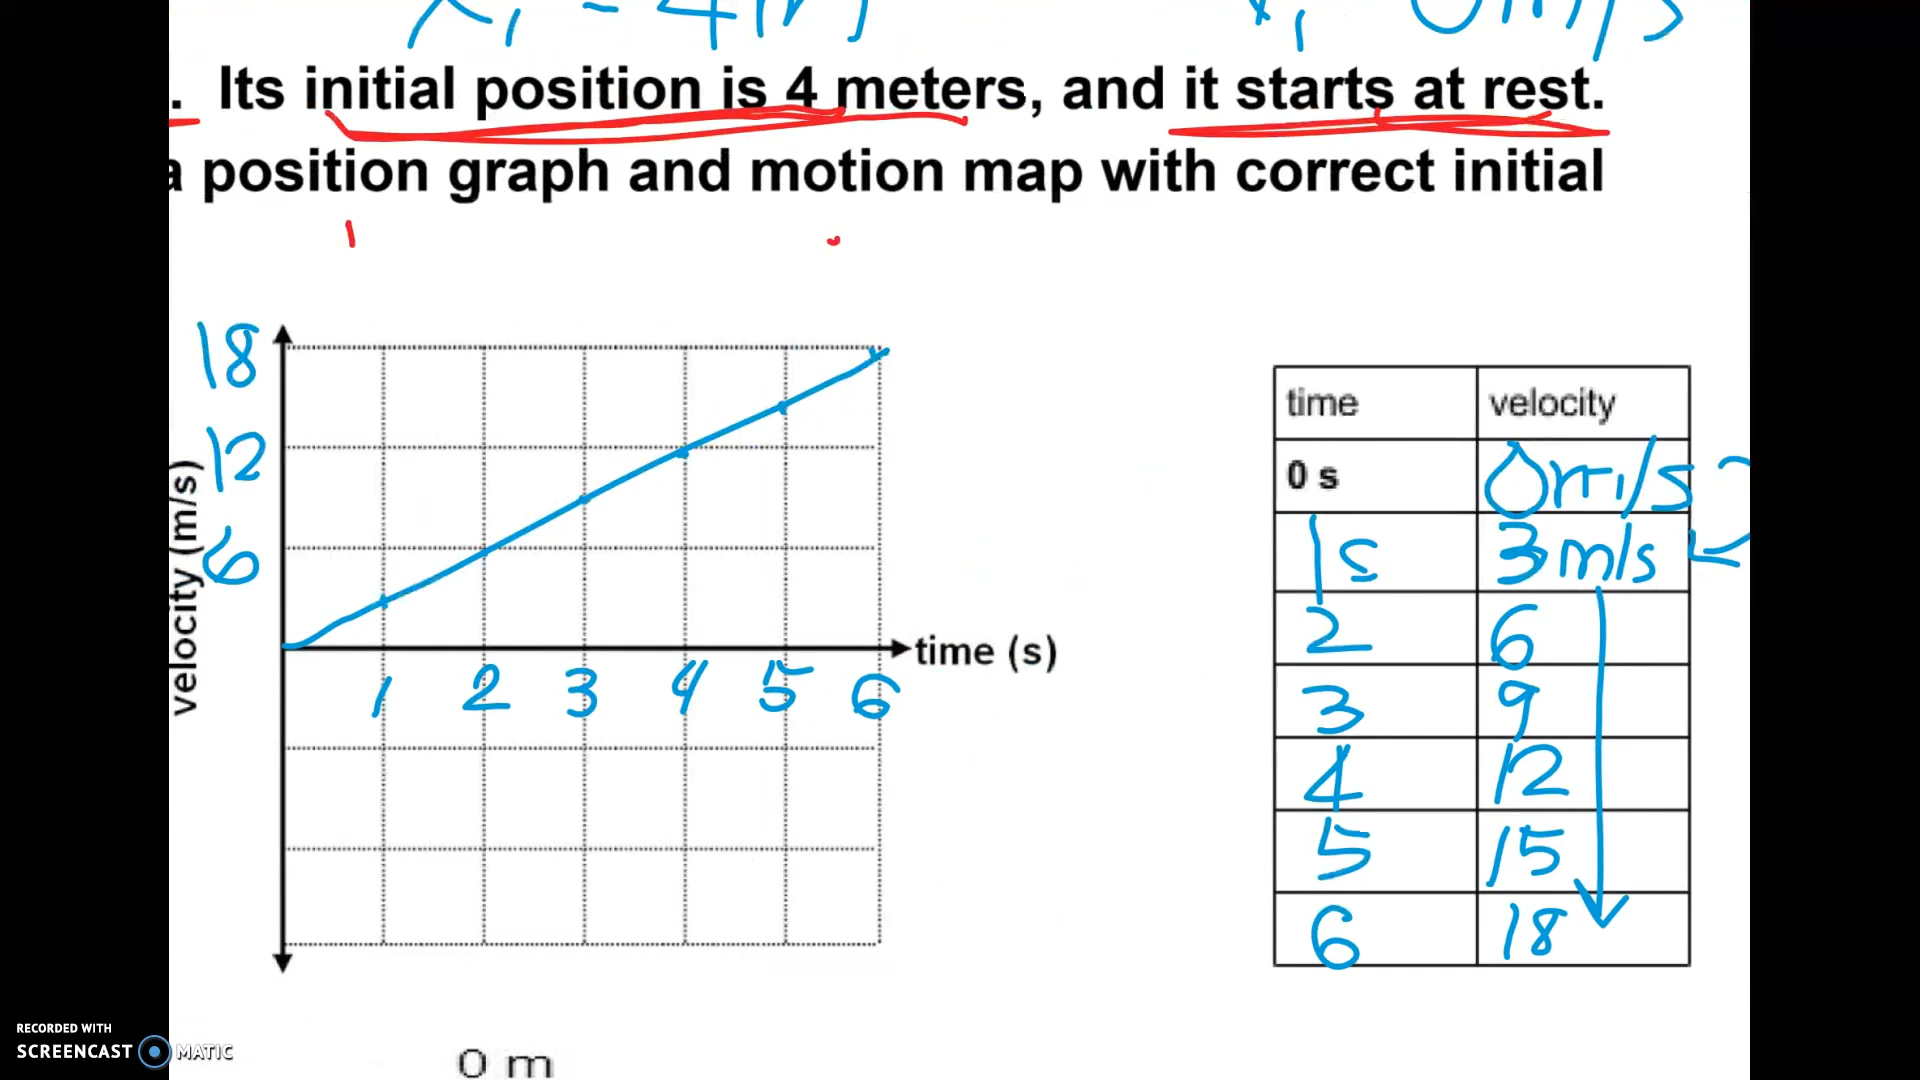 . Its initial position is 4 meters, and it starts at rest.
a position graph and motion map with correct initial
18
12
6
velocity (m/s)
time (s)
1 2 3 4 5 6
time velocity
0 s 0 m/s
1 s 3 m/s
2 6
3 9
4 12
5 15
6 18
0 m
RECORDED WITH
SCREENCAST MATIC